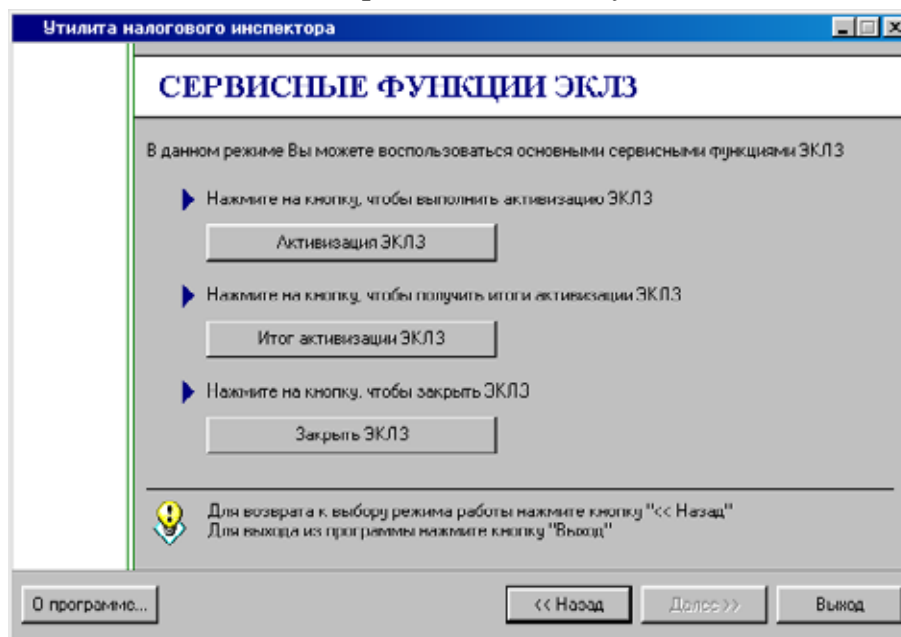 Утилита налогового инспектора
СЕРВИСНЫЕ ФУНКЦИИ ЭКЛЗ
В данном режиме Вы можете воспользоваться основными сервисными функциями ЭКЛЗ
Нажмите на кнопку, чтобы выполнить активизацию ЭКЛЗ
Активизация ЭКЛЗ
Нажмите на кнопку, чтобы получить итоги активизации ЭКЛЗ
Итог активизации ЭКЛЗ
Нажмите на кнопку, чтобы закрыть ЭКЛЗ
Закрыть ЭКЛЗ
Для возврата к выбору режима работы нажмите кнопку "<< Назад"
Для выхода из программы нажмите кнопку "Выход"
О программе...
<< Назад
Далее >>
Выход